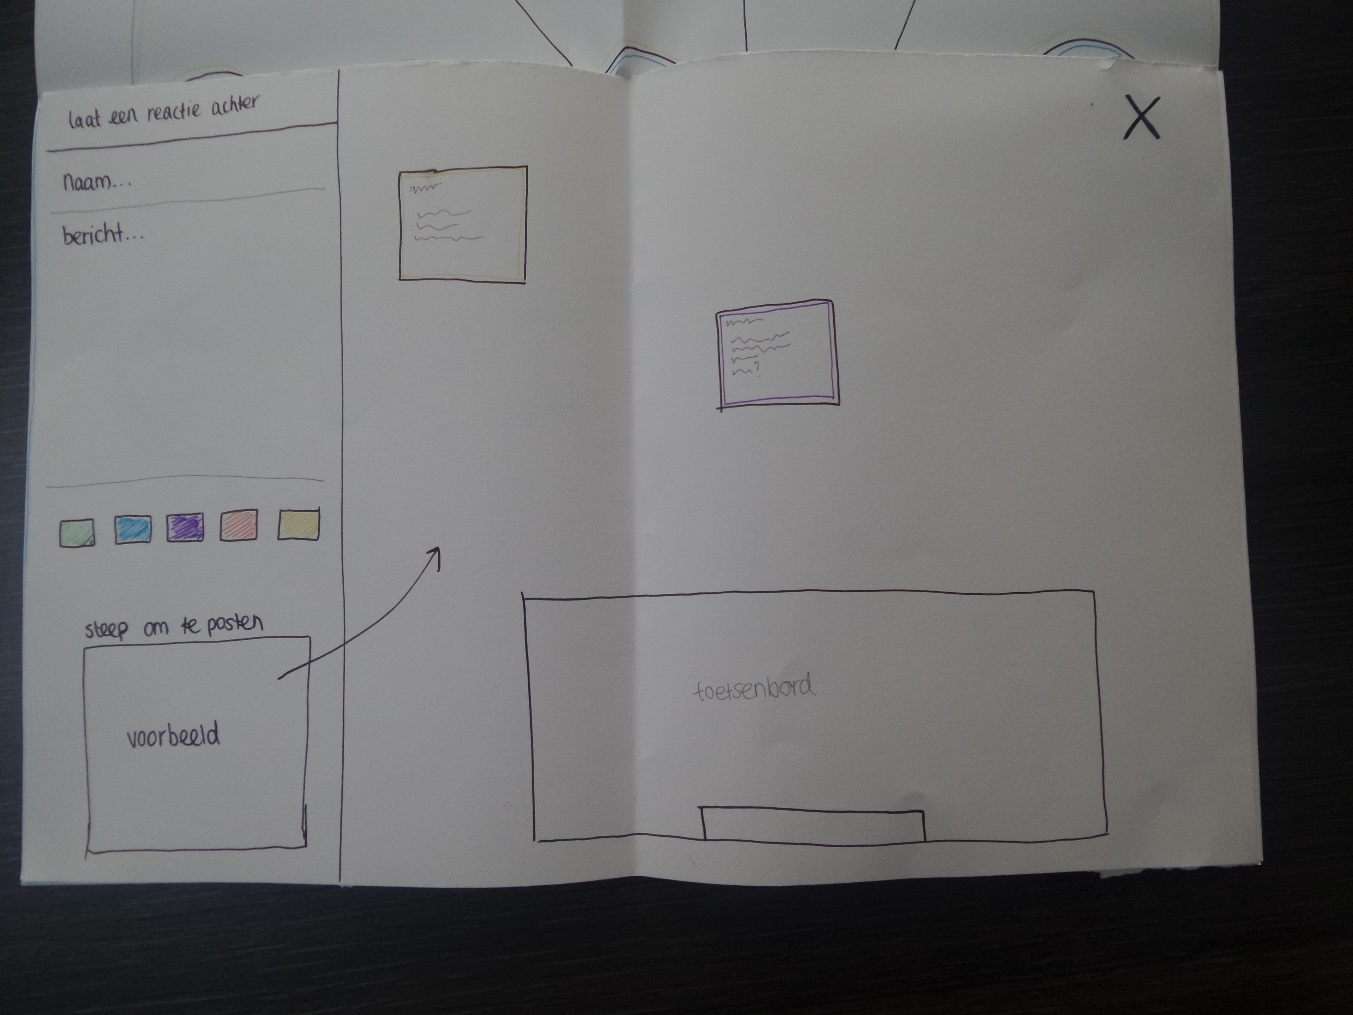 laat een reactie achter
Naam...
bericht...
sleep om te posten
voorbeeld
X
?
toetsenbord